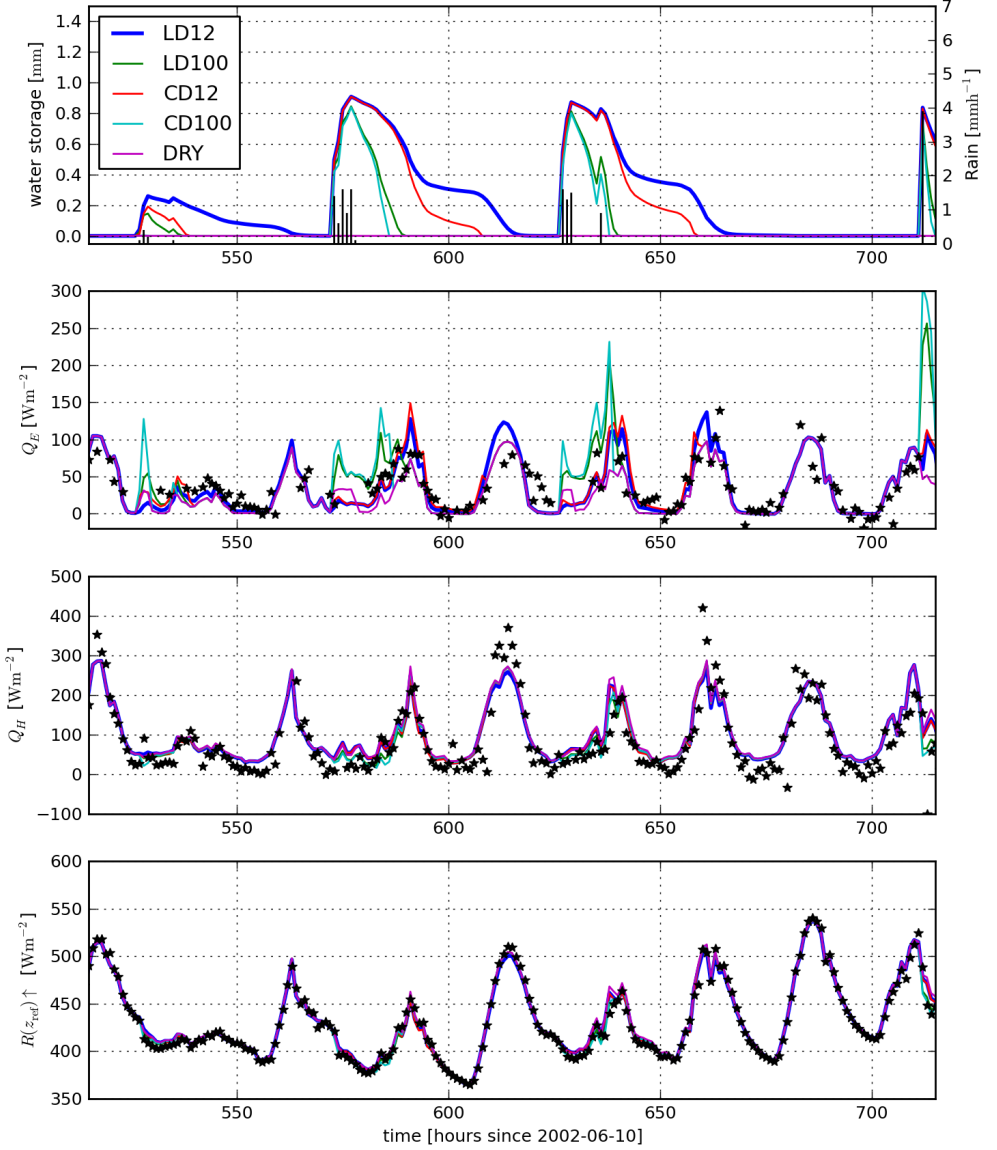 1.4
1.2
1.0
0.8
0.6
0.4
0.2
0.0
water storage [mm]
LD12
LD100
CD12
CD100
DRY
7
6
5
4
3
2
1
0
Rain [mmh⁻¹]
550 600 650 700
300
250
200
150
100
50
0
Q_E [Wm⁻²]
550 600 650 700
500
400
300
200
100
0
−100
Q_H [Wm⁻²]
550 600 650 700
600
550
500
450
400
350
R(z_ref)↑ [Wm⁻²]
550 600 650 700
time [hours since 2002-06-10]